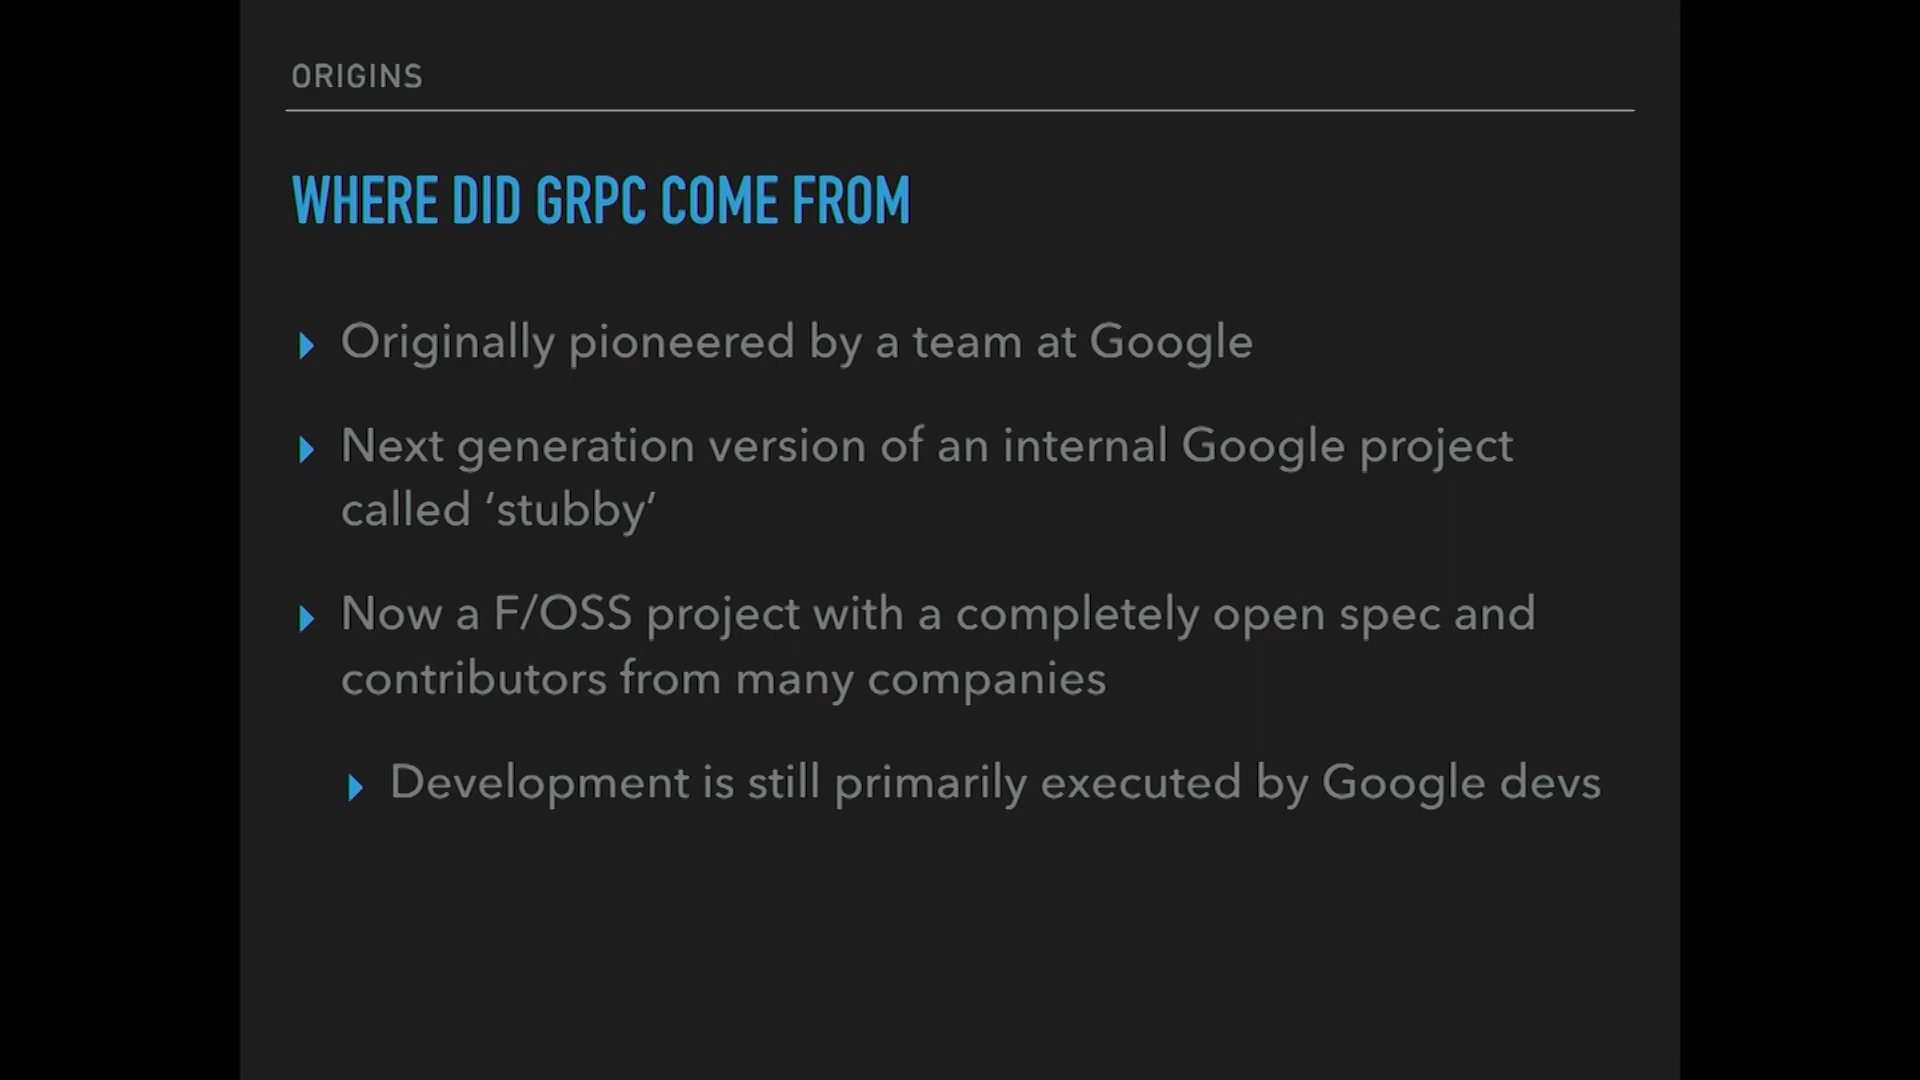 ORIGINS
WHERE DID GRPC COME FROM
Originally pioneered by a team at Google
Next generation version of an internal Google project
called ‘stubby’
Now a F/OSS project with a completely open spec and
contributors from many companies
Development is still primarily executed by Google devs